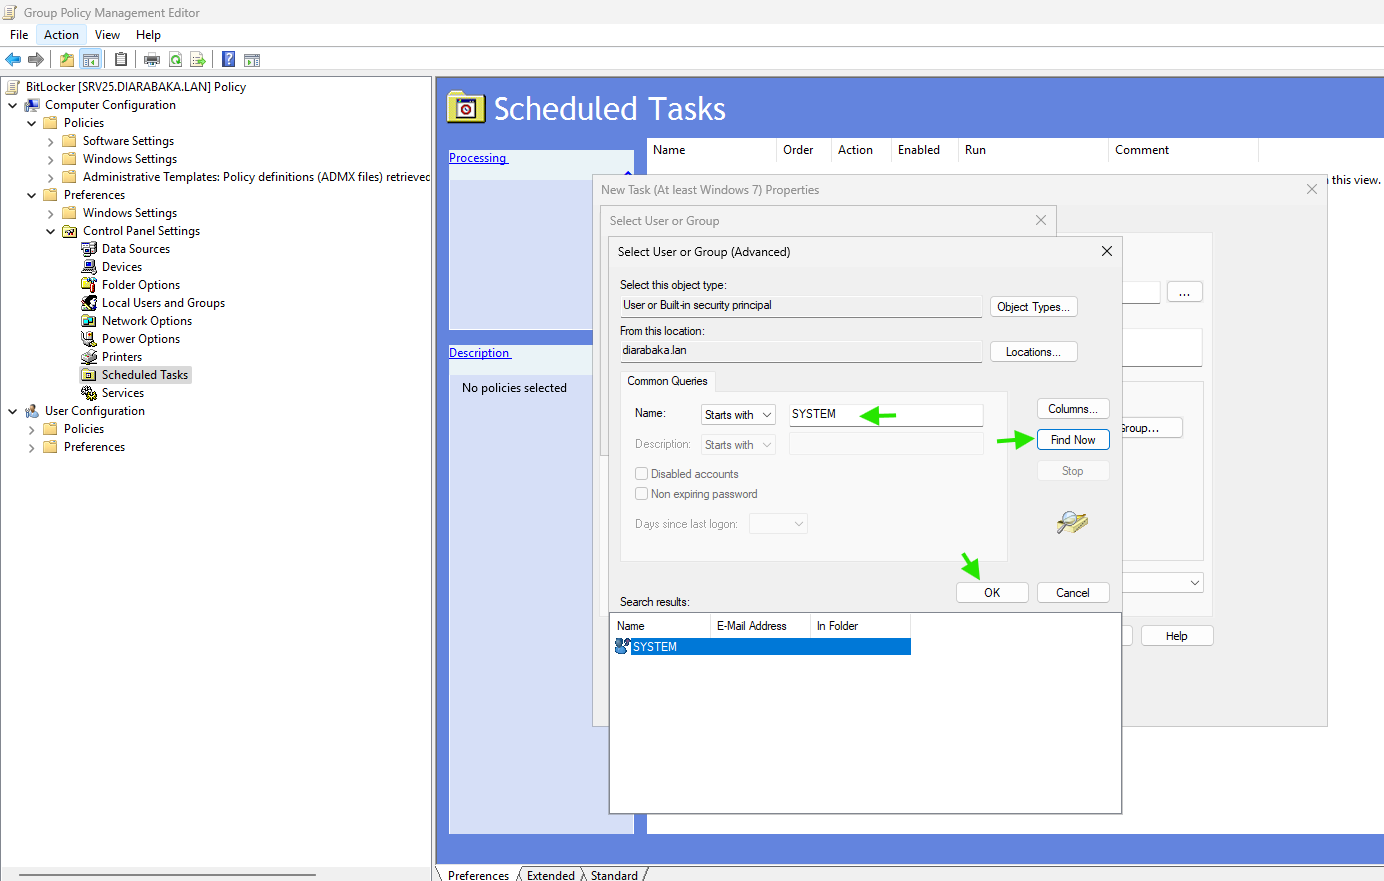 Group Policy Management Editor
File Action View Help
BitLocker [SRV25.DIARABAKA.LAN] Policy
Computer Configuration
Policies
Software Settings
Windows Settings
Administrative Templates: Policy definitions (ADMX files) retrieved
Preferences
Windows Settings
Control Panel Settings
Data Sources
Devices
Folder Options
Local Users and Groups
Network Options
Power Options
Printers
Scheduled Tasks
Services
User Configuration
Policies
Preferences
Scheduled Tasks
Processing
Description
No policies selected
Name Order Action Enabled Run Comment
this view.
New Task (At least Windows 7) Properties
Select User or Group
Select User or Group (Advanced)
Select this object type:
User or Built-in security principal
Object Types...
From this location:
diarabaka.lan
Locations...
...
Common Queries
Name: Starts with SYSTEM
Description: Starts with
Disabled accounts
Non expiring password
Days since last logon:
Columns...
Find Now
Stop
Group...
OK Cancel
Help
Search results:
Name E-Mail Address In Folder
SYSTEM
Preferences Extended Standard